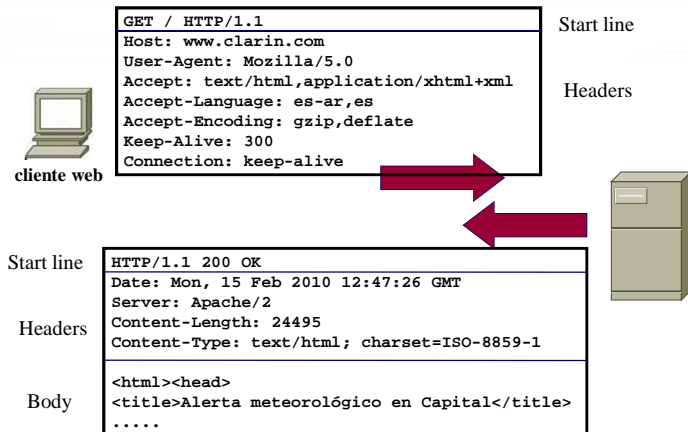 GET / HTTP/1.1
Start line
Host: www.clarin.com
User-Agent: Mozilla/5.0
Accept: text/html,application/xhtml+xml
Headers
Accept-Language: es-ar,es
Accept-Encoding: gzip,deflate
Keep-Alive: 300
Connection: keep-alive
cliente web
Start line
HTTP/1.1 200 OK
Date: Mon, 15 Feb 2010 12:47:26 GMT
Server: Apache/2
Headers
Content-Length: 24495
Content-Type: text/html; charset=ISO-8859-1
Body
<html><head>
<title>Alerta meteorológico en Capital</title>
.....